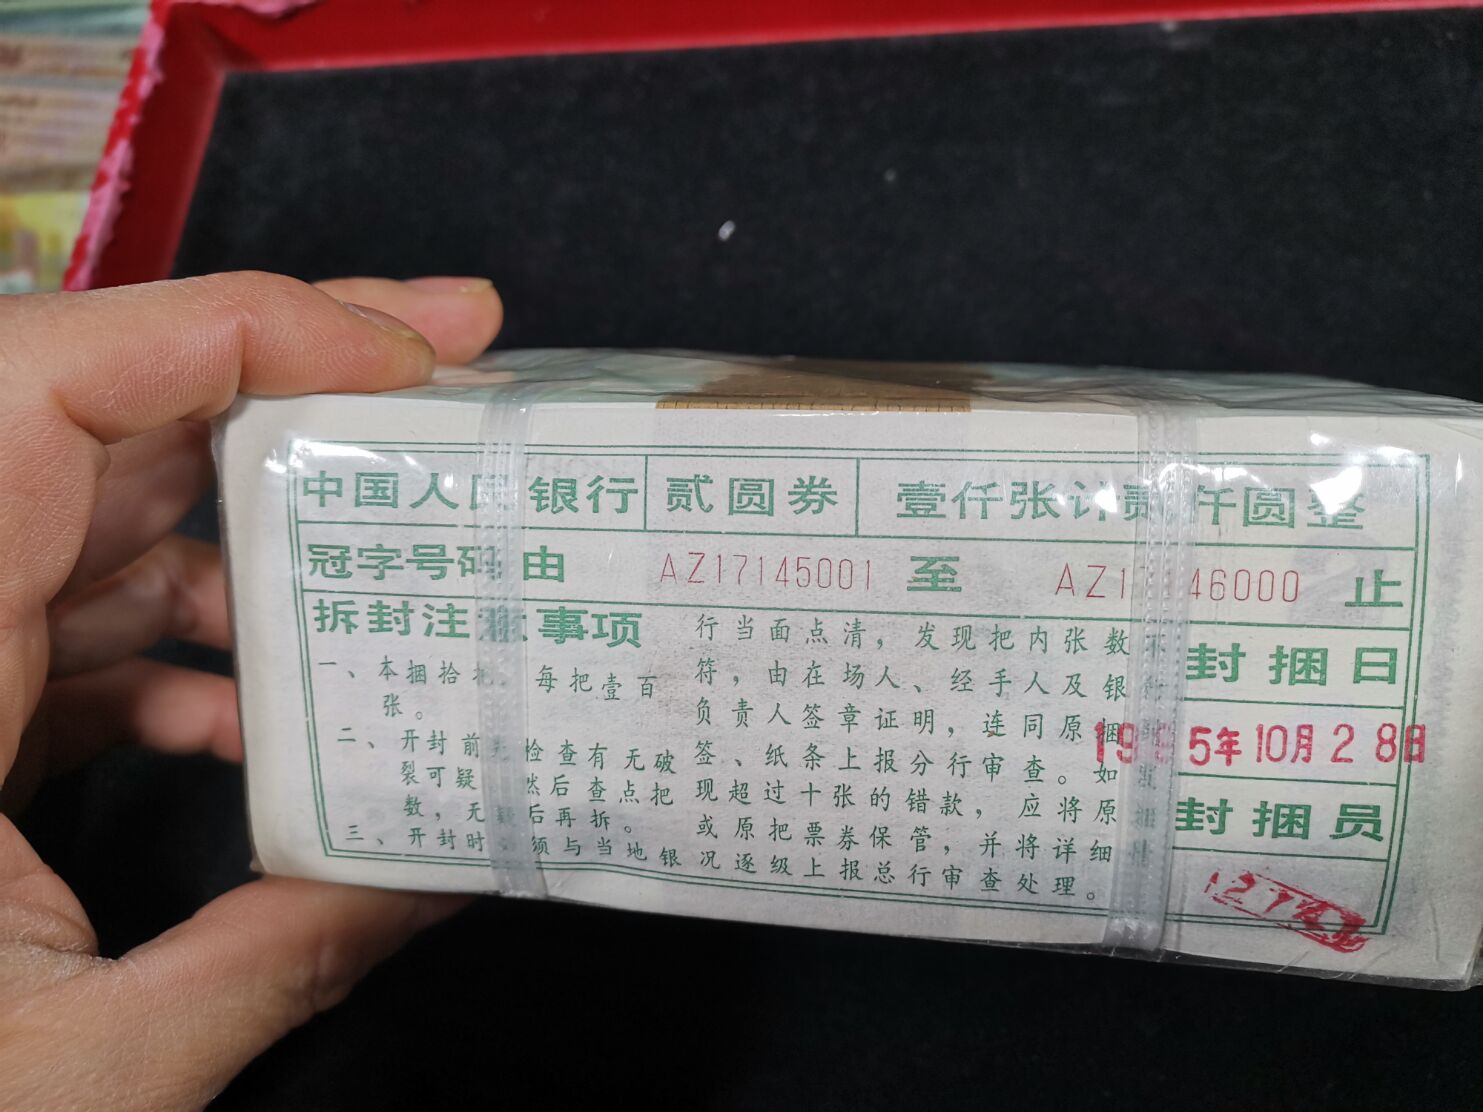 中国人民银行 贰圆券 壹仟张计贰仟圆整
冠字号码由 AZ17145001 至 AZ17146000 止
拆封注意事项
一、本捆拾把,每把壹百
张。
二、开封前先检查有无破
裂可疑,然后查点把
数,无疑后再拆。
三、开封时必须与当地银
行当面点清,发现把内张数不
符,由在场人、经手人及银行
负责人签章证明,连同原捆
签、纸条上报分行审查。如
现超过十张的错款,应将原捆
或原把票券保管,并将详细情
况逐级上报总行审查处理。
封捆日
5年10月28日
封捆员